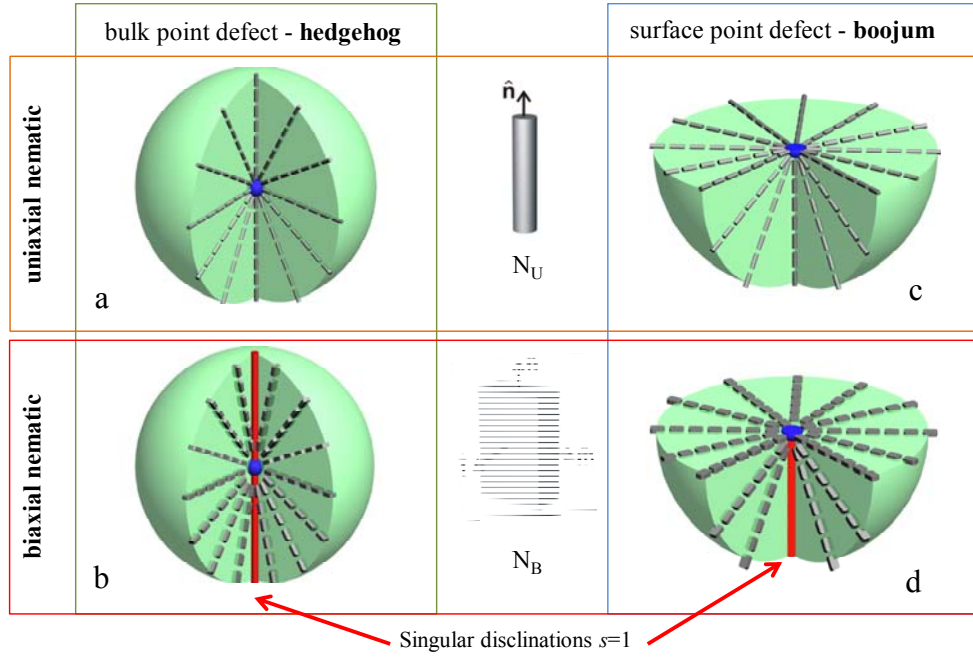 bulk point defect - hedgehog
surface point defect - boojum
uniaxial nematic
n̂
N_U
a
c
biaxial nematic
N_B
b
d
Singular disclinations s=1